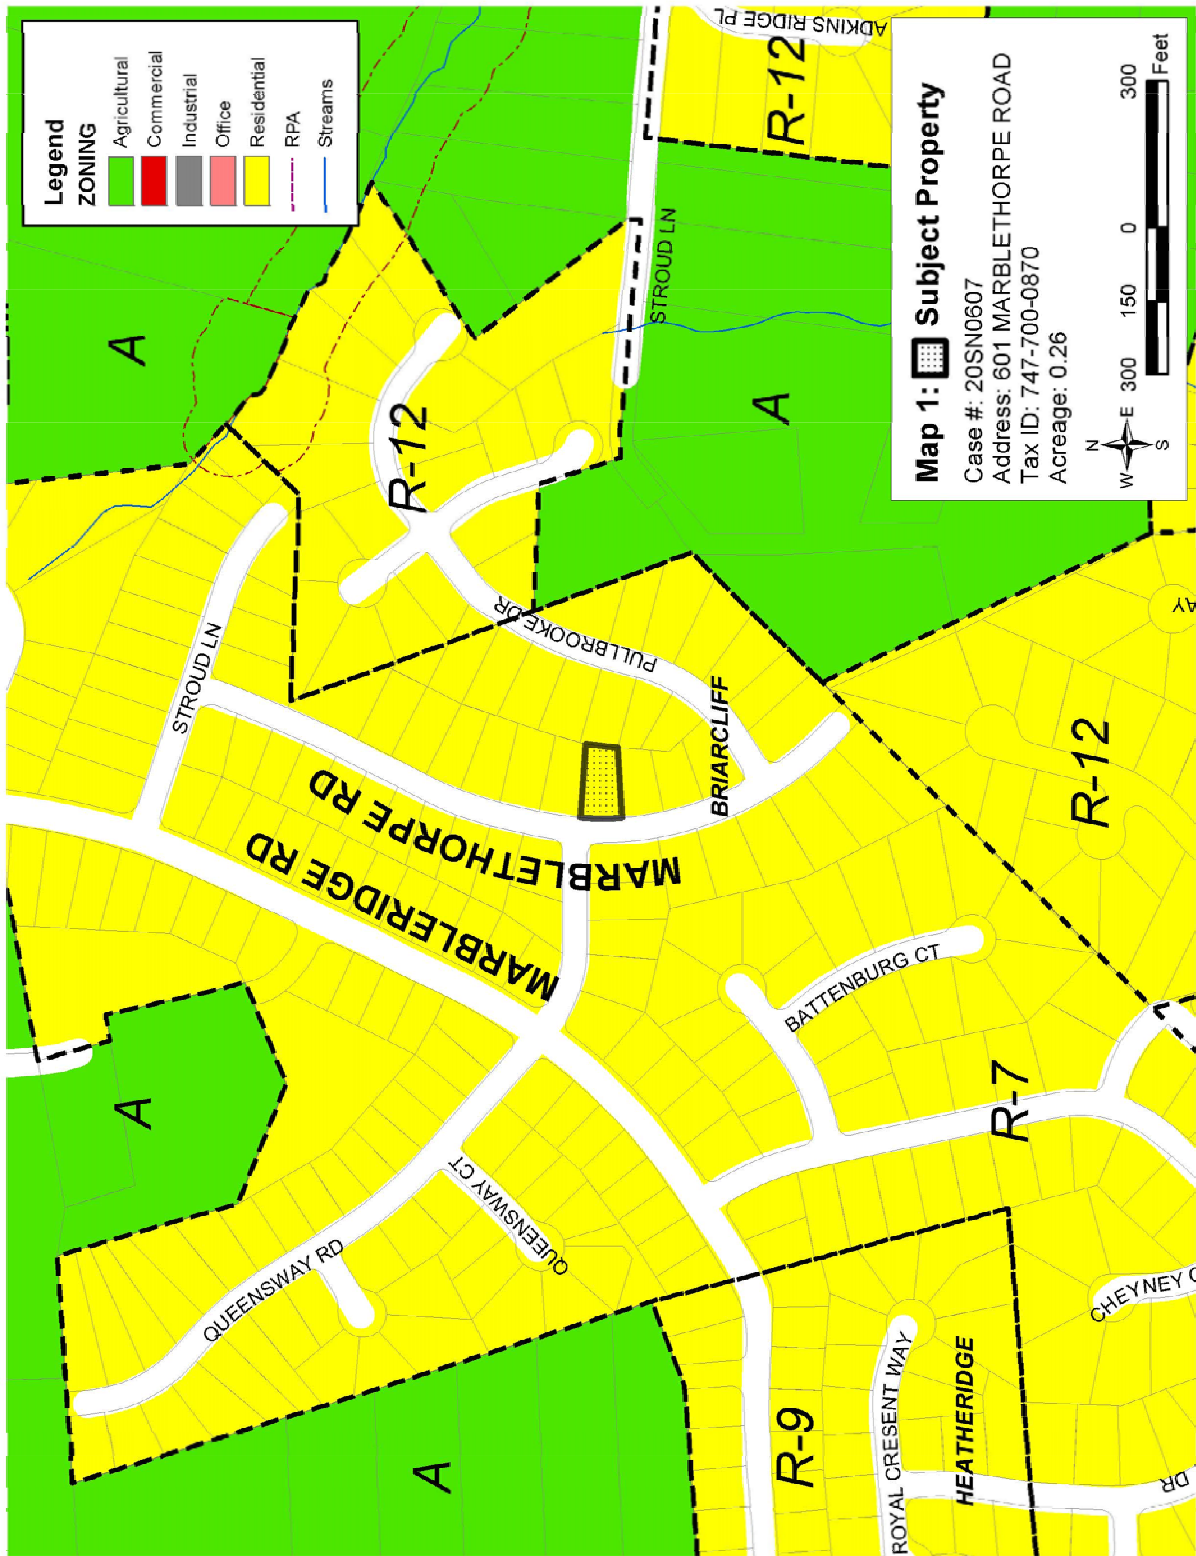 Legend
ZONING
Agricultural
Commercial
Industrial
Office
Residential
RPA
Streams
Map 1: Subject Property
Case #: 20SN0607
Address: 601 MARBLETHORPE ROAD
Tax ID: 747-700-0870
Acreage: 0.26
N
W E
S
300 150 0 300
Feet
ADKINS RIDGE PL
R-12
STROUD LN
A
A
R-12
STROUD LN
PULLBROOKE DR
BRIARCLIFF
MARBLETHORPE RD
MARBLERIDGE RD
R-12
AY
BATTENBURG CT
R-7
A
QUEENSWAY CT
QUEENSWAY RD
A
R-9
ROYAL CRESENT WAY
HEATHERIDGE
CHEYNEY C
DR